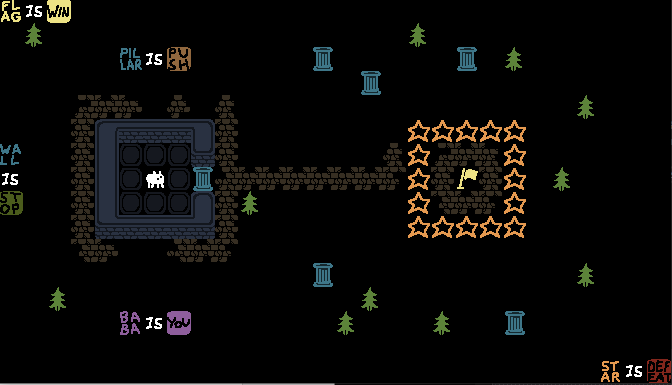 FLAG IS WIN
PILLAR IS PUSH
WALL IS STOP
BABA IS YOU
STAR IS DEFEAT